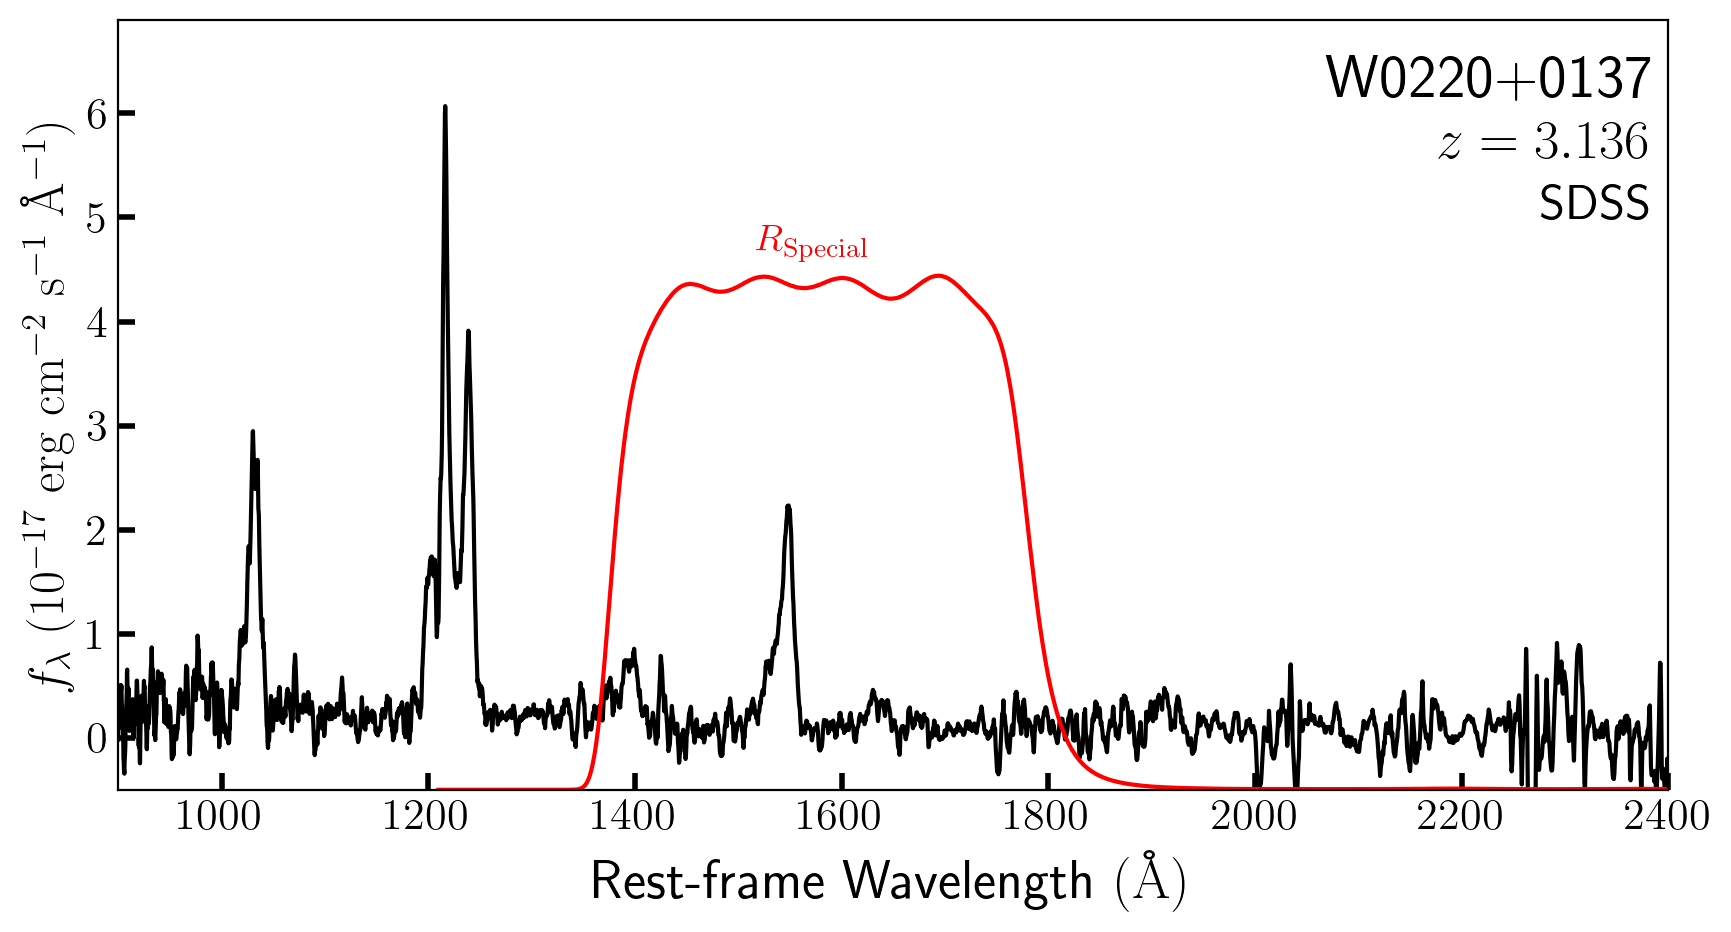 W0220+0137
z = 3.136
SDSS
R_Special
f_λ (10^−17 erg cm^−2 s^−1 Å^−1)
6
5
4
3
2
1
0
1000 1200 1400 1600 1800 2000 2200 2400
Rest-frame Wavelength (Å)